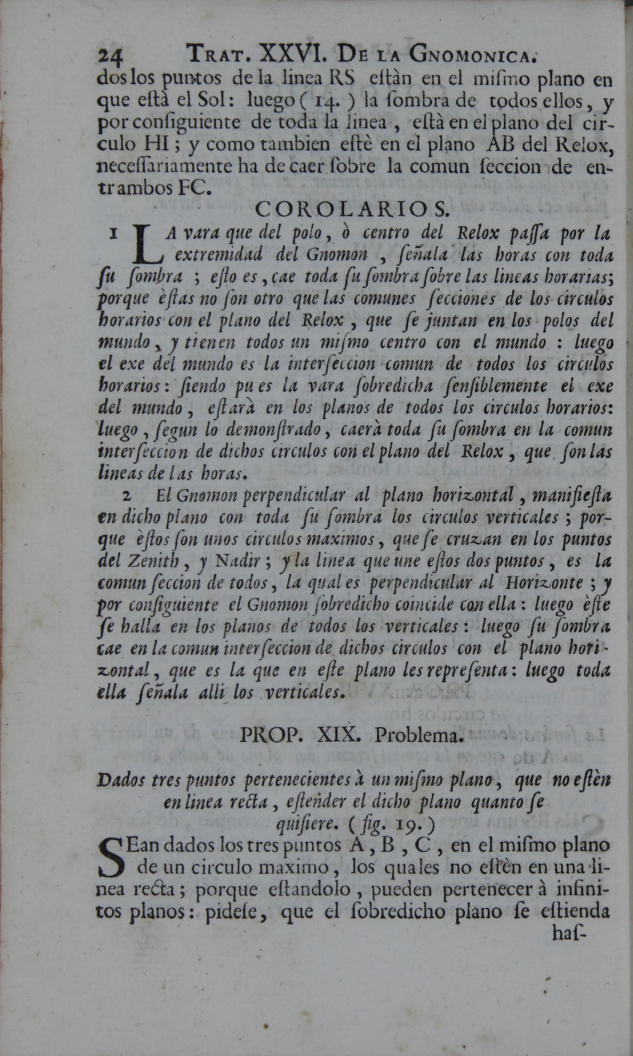 24 TRAT. XXVI. DE LA GNOMONICA.
dos los puntos de la linea RS eſtàn en el miſmo plano en
que eſtà el Sol: luego ( 14. ) la ſombra de todos ellos, y
por conſiguiente de toda la linea , eſtà en el plano del cir-
culo HI ; y como tambien eſtè en el plano AB del Relox,
neceſſariamente ha de caer ſobre la comun ſeccion de en-
trambos FC.
COROLARIOS.
1 LA vara que del polo, ò centro del Relox paſſa por la
extremidad del Gnomon , ſeñala las horas con toda
ſu ſombra ; eſto es , cae toda ſu ſombra ſobre las lineas horarias;
porque èſtas no ſon otro que las comunes ſecciones de los circulos
horarios con el plano del Relox , que ſe juntan en los polos del
mundo, y tienen todos un miſmo centro con el mundo : luego
el exe del mundo es la interſeccion comun de todos los circulos
horarios: ſiendo pues la vara ſobredicha ſenſiblemente el exe
del mundo , eſtarà en los planos de todos los circulos horarios:
luego , ſegun lo demonſtrado, caerà toda ſu ſombra en la comun
interſeccion de dichos circulos con el plano del Relox , que ſon las
lineas de las horas.
2 El Gnomon perpendicular al plano horizontal , manifieſta
en dicho plano con toda ſu ſombra los circulos verticales ; por-
que èſtos ſon unos circulos maximos, que ſe cruzan en los puntos
del Zenith , y Nadir ; y la linea que une eſtos dos puntos , es la
comun ſeccion de todos, la qual es perpendicular al Horizonte ; y
por conſiguiente el Gnomon ſobredicho coincide con ella : luego èſte
ſe halla en los planos de todos los verticales : luego ſu ſombra
cae en la comun interſeccion de dichos circulos con el plano hori-
zontal, que es la que en eſte plano les repreſenta: luego toda
ella ſeñala alli los verticales.
PROP. XIX. Problema.
Dados tres puntos pertenecientes à un miſmo plano, que no eſtèn
en linea recta , eſtender el dicho plano quanto ſe
quiſiere. ( fig. 19. )
SEan dados los tres puntos A , B , C , en el miſmo plano
de un circulo maximo , los quales no eſtèn en una li-
nea recta ; porque eſtandolo , pueden pertenecer à infini-
tos planos: pideſe, que el ſobredicho plano ſe eſtienda
haſ-